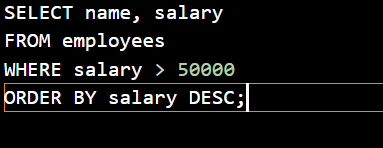 SELECT name, salary
FROM employees
WHERE salary > 50000
ORDER BY salary DESC;